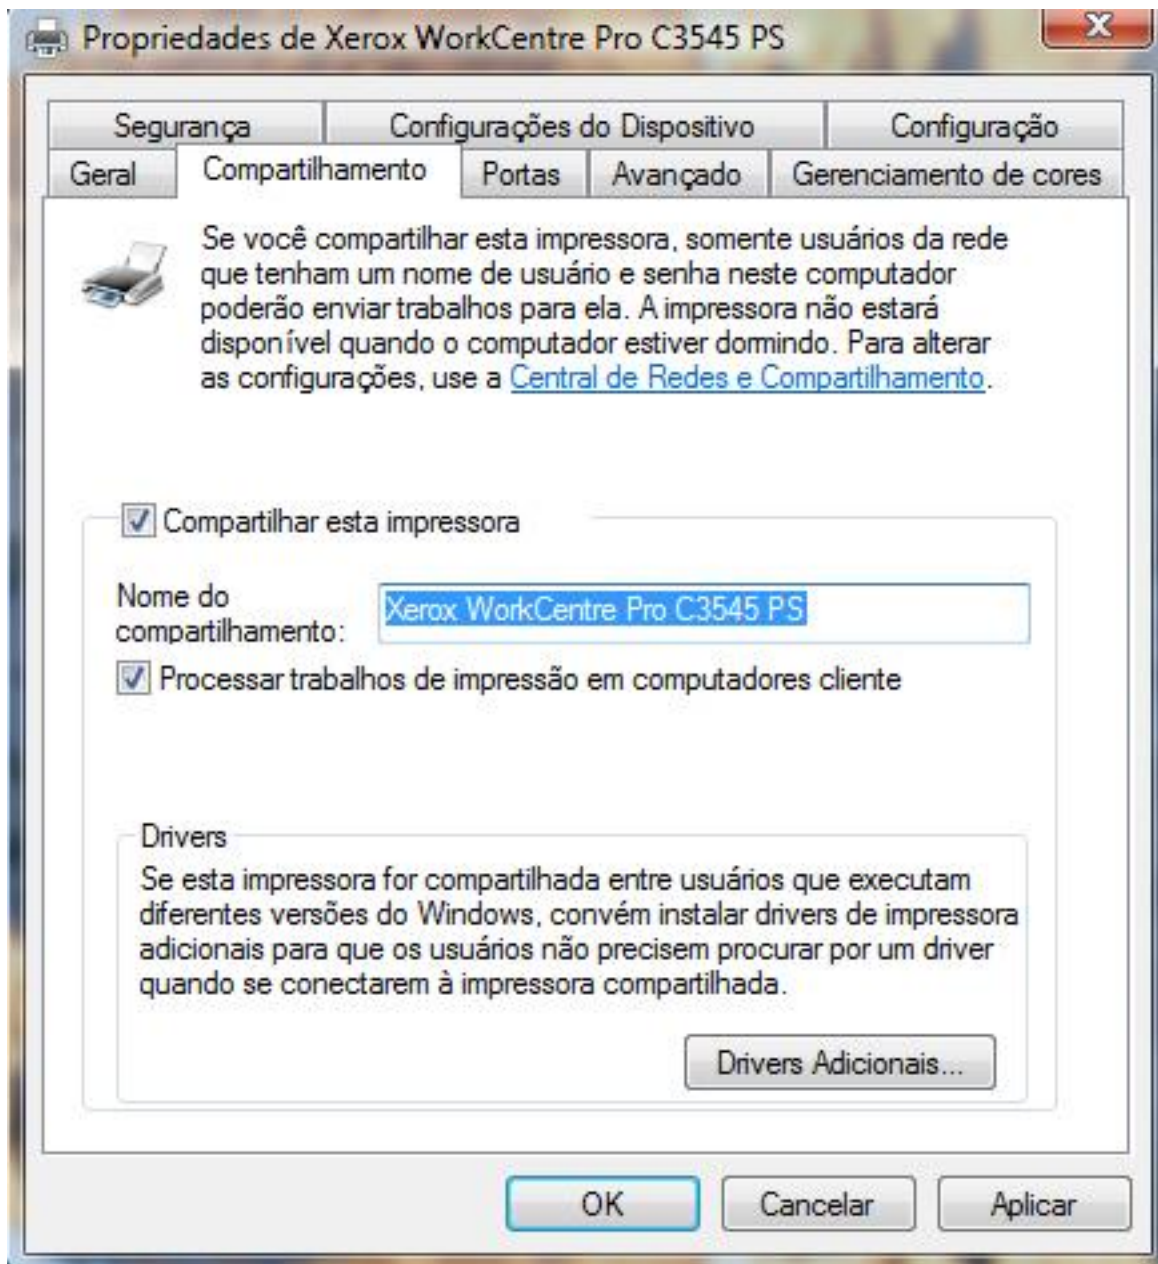 Propriedades de Xerox WorkCentre Pro C3545 PS
X
Segurança
Configurações do Dispositivo
Configuração
Geral
Compartilhamento
Portas
Avançado
Gerenciamento de cores
Se você compartilhar esta impressora, somente usuários da rede
que tenham um nome de usuário e senha neste computador
poderão enviar trabalhos para ela. A impressora não estará
disponível quando o computador estiver dormindo. Para alterar
as configurações, use a Central de Redes e Compartilhamento.
Compartilhar esta impressora
Nome do
compartilhamento:
Xerox WorkCentre Pro C3545 PS
Processar trabalhos de impressão em computadores cliente
Drivers
Se esta impressora for compartilhada entre usuários que executam
diferentes versões do Windows, convém instalar drivers de impressora
adicionais para que os usuários não precisem procurar por um driver
quando se conectarem à impressora compartilhada.
Drivers Adicionais...
OK
Cancelar
Aplicar